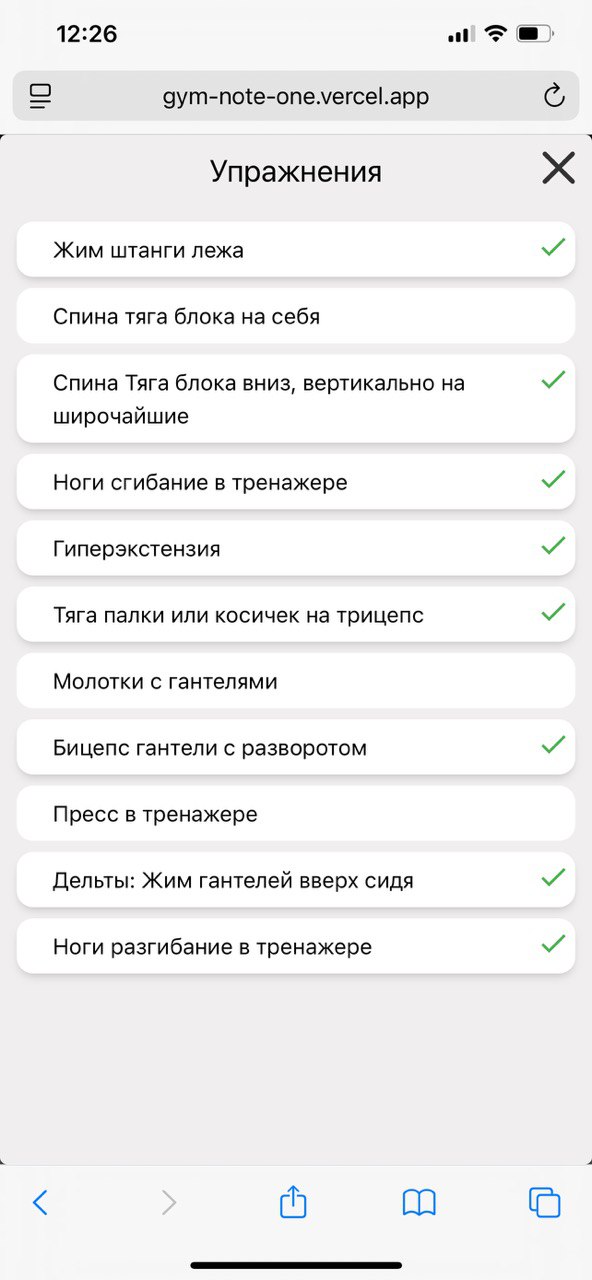 12:26
gym-note-one.vercel.app
Упражнения
Жим штанги лежа
Спина тяга блока на себя
Спина Тяга блока вниз, вертикально на
широчайшие
Ноги сгибание в тренажере
Гиперэкстензия
Тяга палки или косичек на трицепс
Молотки с гантелями
Бицепс гантели с разворотом
Пресс в тренажере
Дельты: Жим гантелей вверх сидя
Ноги разгибание в тренажере